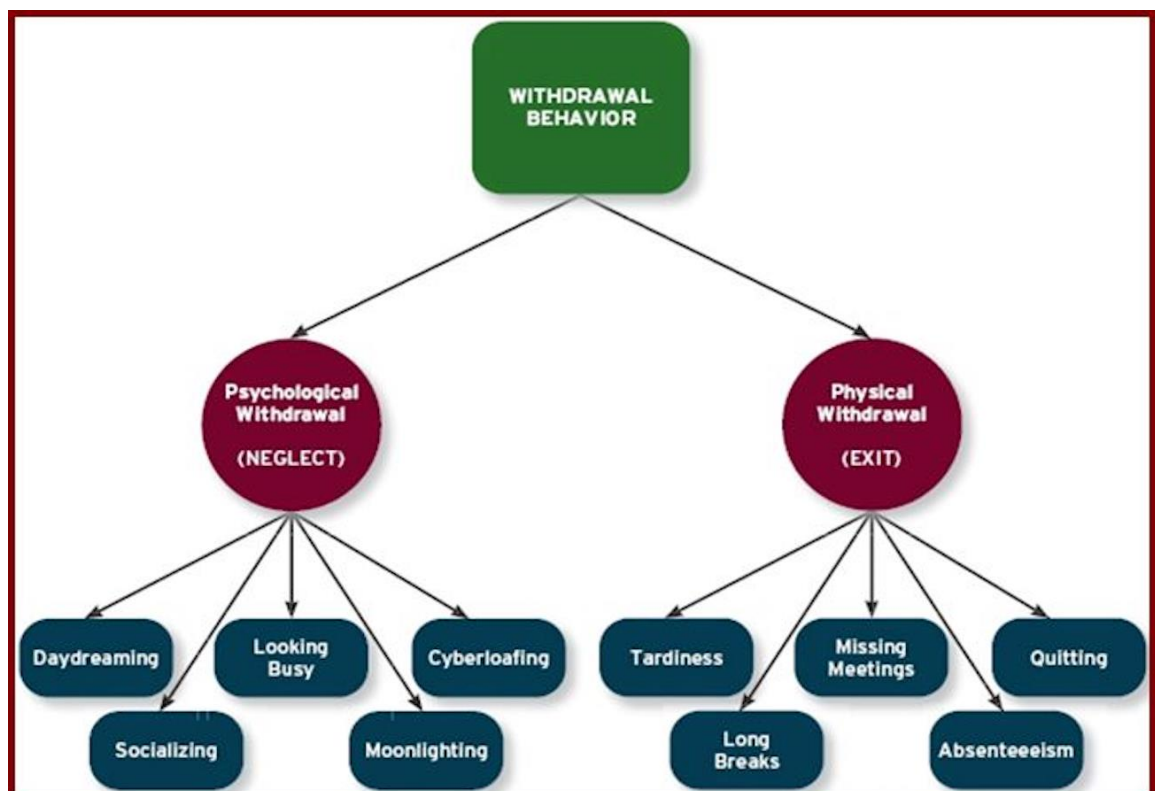 WITHDRAWAL
BEHAVIOR
Psychological
Withdrawal
(NEGLECT)
Physical
Withdrawal
(EXIT)
Daydreaming
Looking
Busy
Cyberloafing
Tardiness
Missing
Meetings
Quitting
Socializing
Moonlighting
Long
Breaks
Absenteeeism